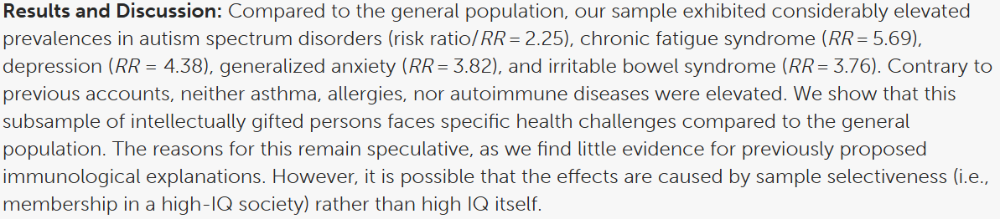 Results and Discussion: Compared to the general population, our sample exhibited considerably elevated
prevalences in autism spectrum disorders (risk ratio/RR = 2.25), chronic fatigue syndrome (RR = 5.69),
depression (RR = 4.38), generalized anxiety (RR = 3.82), and irritable bowel syndrome (RR = 3.76). Contrary to
previous accounts, neither asthma, allergies, nor autoimmune diseases were elevated. We show that this
subsample of intellectually gifted persons faces specific health challenges compared to the general
population. The reasons for this remain speculative, as we find little evidence for previously proposed
immunological explanations. However, it is possible that the effects are caused by sample selectiveness (i.e.,
membership in a high-IQ society) rather than high IQ itself.